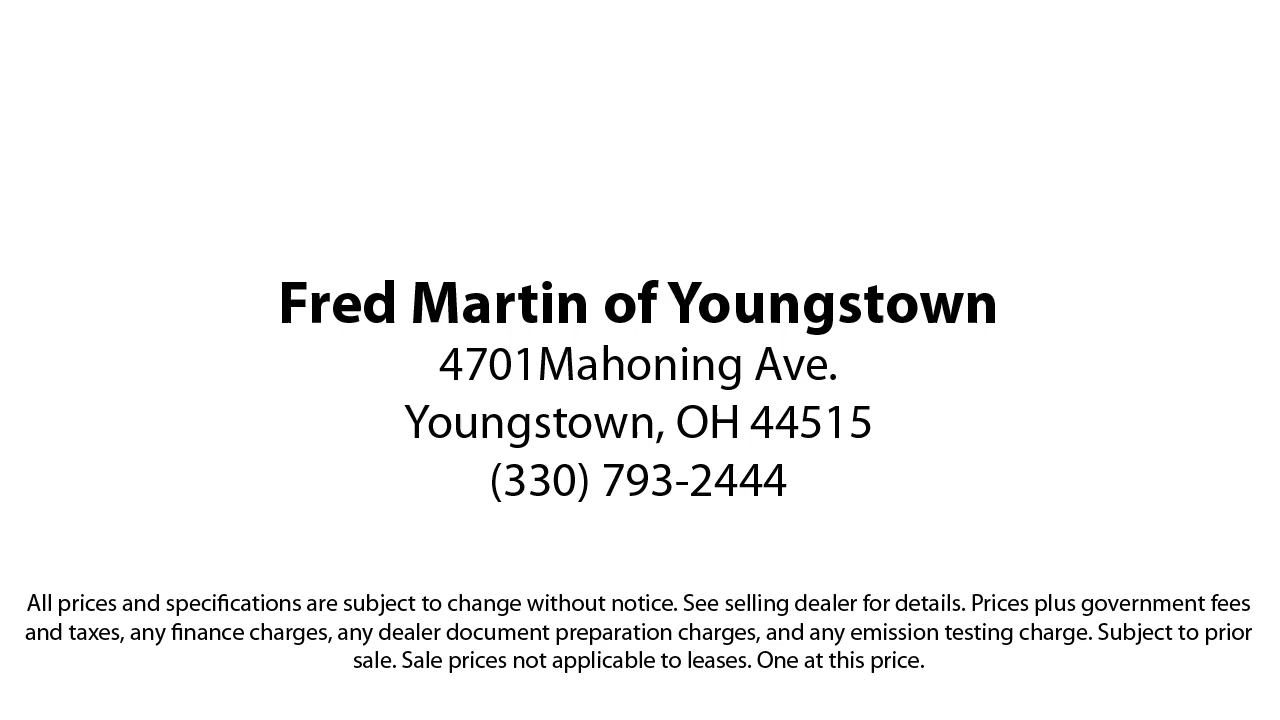 Fred Martin of Youngstown
4701Mahoning Ave.
Youngstown, OH 44515
(330) 793-2444
All prices and specifications are subject to change without notice. See selling dealer for details. Prices plus government fees
and taxes, any finance charges, any dealer document preparation charges, and any emission testing charge. Subject to prior
sale. Sale prices not applicable to leases. One at this price.